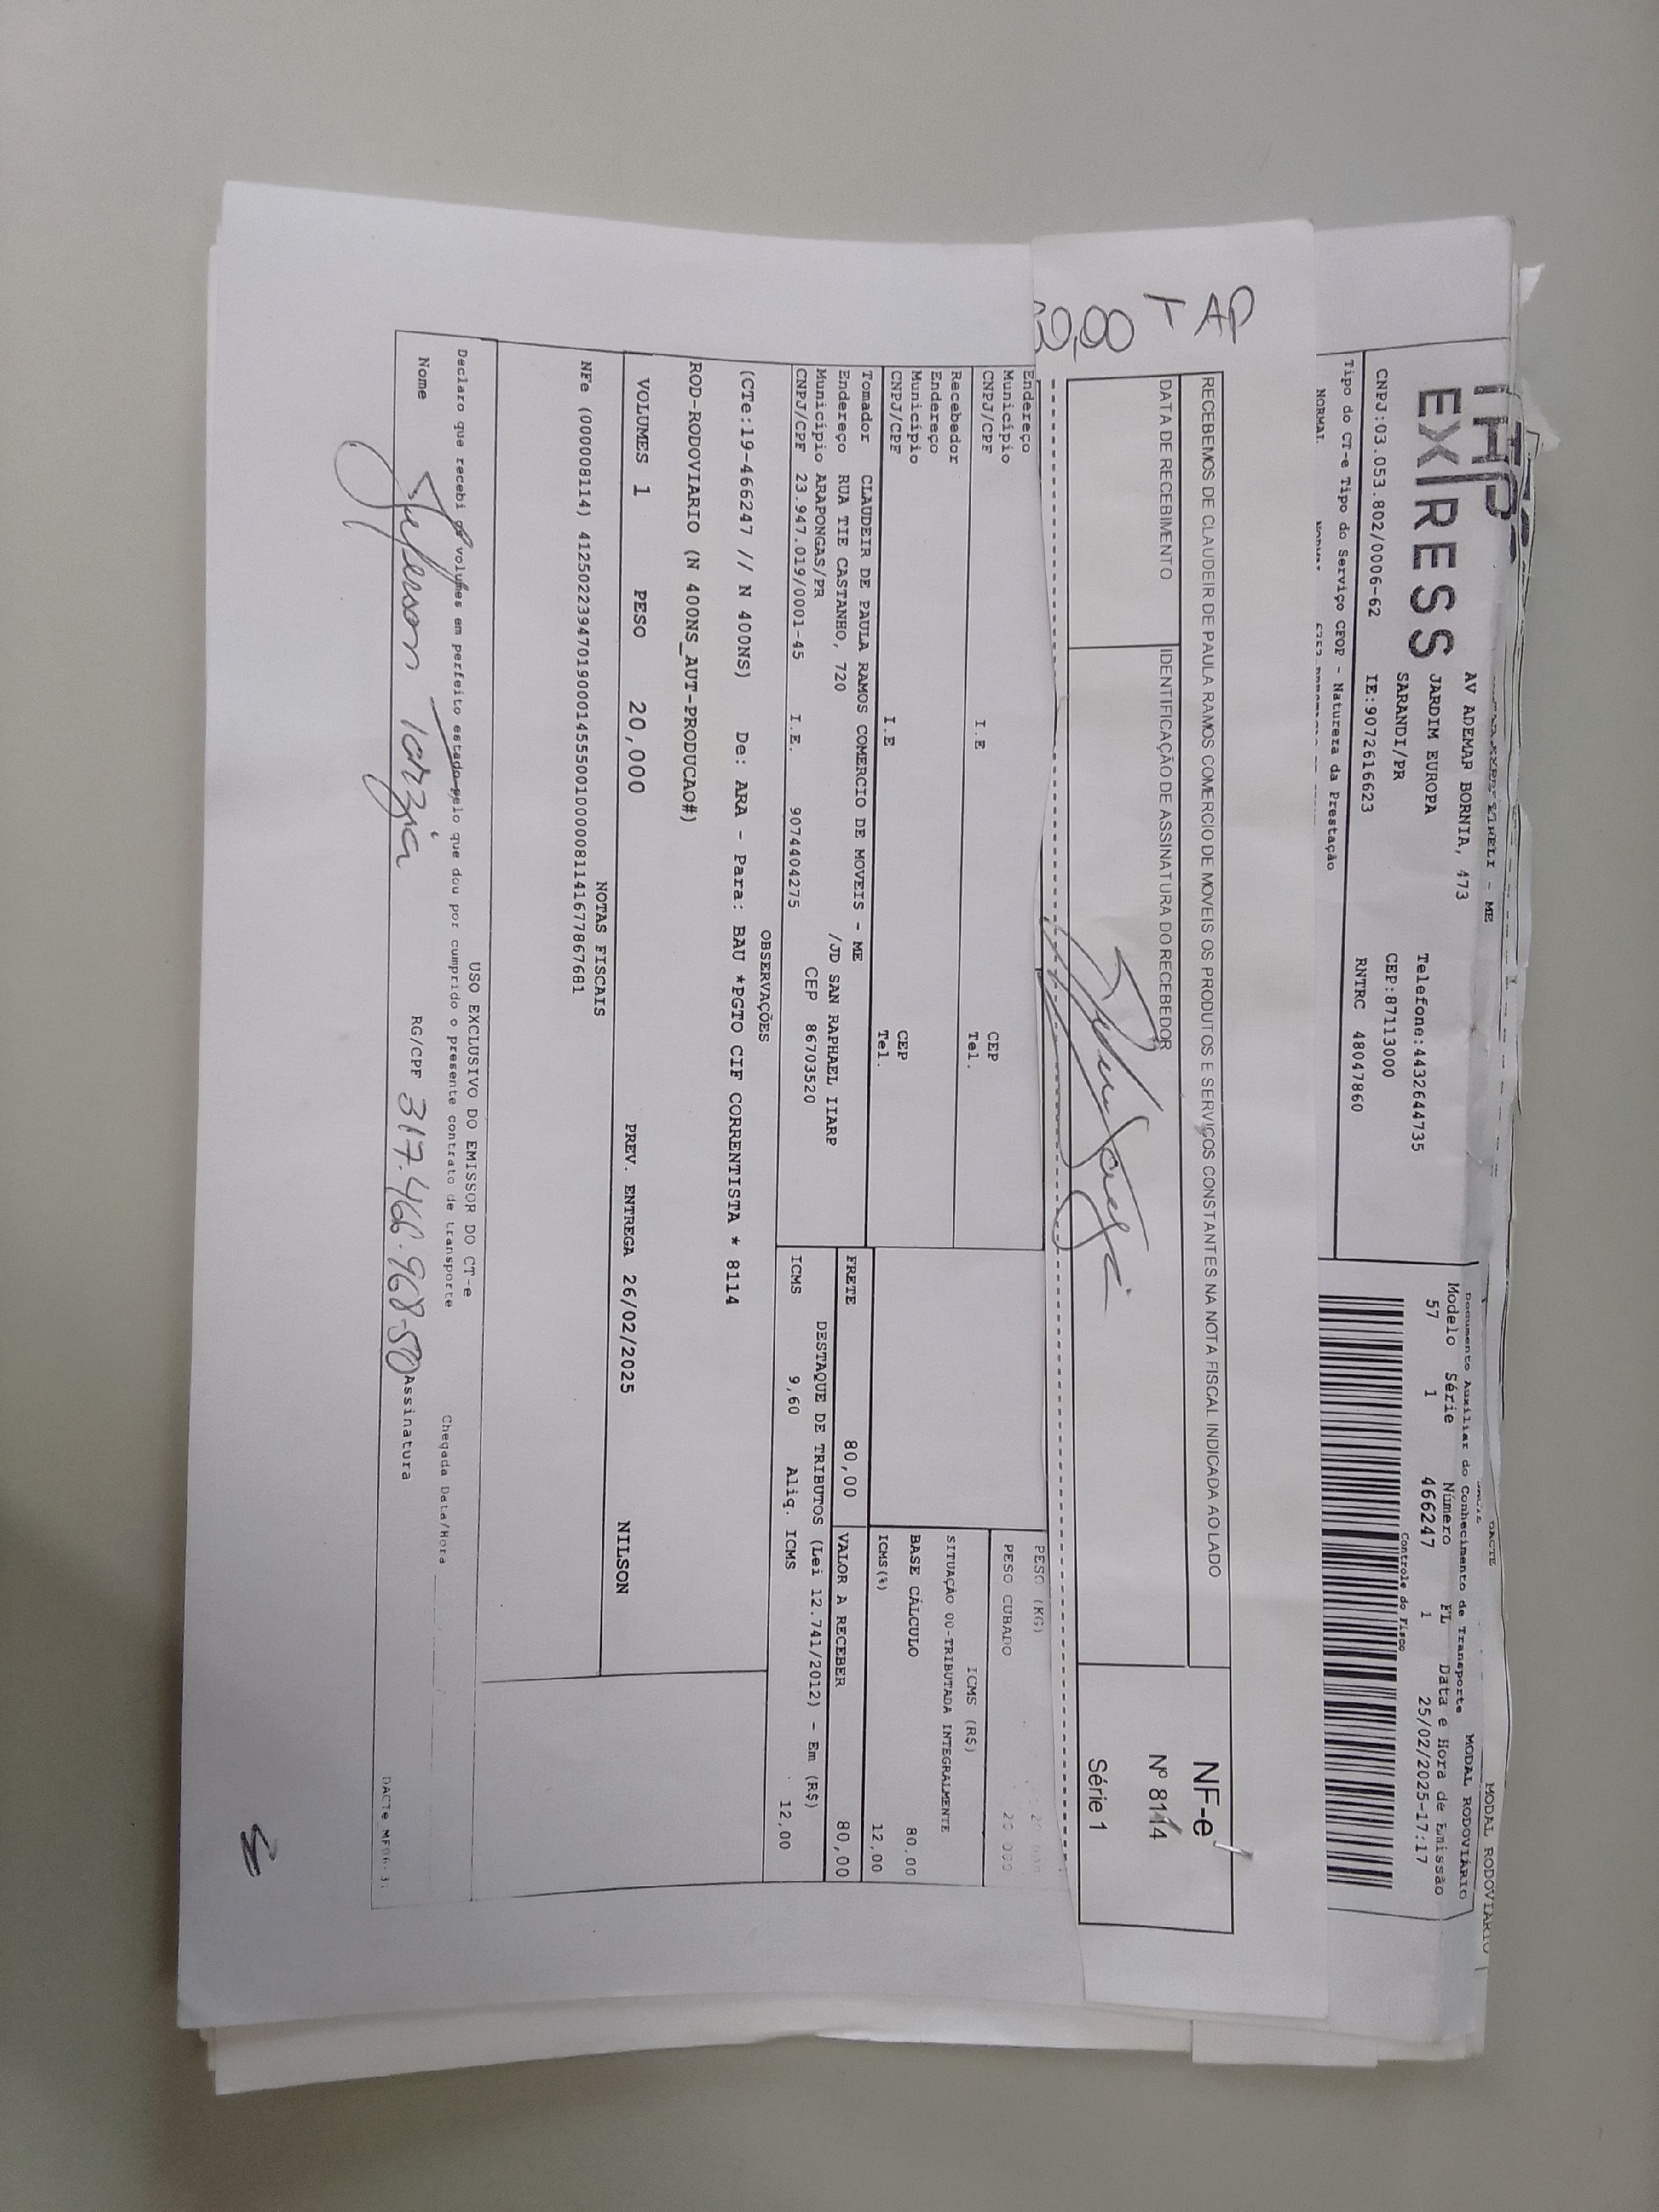 EXPRESS
AV ADEMAR BORNIA, 473
JARDIM EUROPA
SARANDI/PR
Telefone:4432644735
CEP:87113000
CNPJ:03.053.802/0006-62 IE:9072616623 RNTRC 48047860
Tipo do CT-e Tipo do Serviço CFOP - Natureza da Prestação
NORMAL
DACTE
MODAL RODOVIÁRIO
Documento Auxiliar do Conhecimento de Transporte MODAL RODOVIÁRIO
Modelo Série Número FL Data e Hora de Emissão
57 1 466247 1 25/02/2025-17:17
Controle do Fisco
AP
RECEBEMOS DE CLAUDEIR DE PAULA RAMOS COMERCIO DE MOVEIS OS PRODUTOS E SERVIÇOS CONSTANTES NA NOTA FISCAL INDICADA AO LADO
DATA DE RECEBIMENTO
IDENTIFICAÇÃO DE ASSINATURA DO RECEBEDOR
NF-e
Nº 8114
Série 1
Endereço
Município CEP
CNPJ/CPF I.E Tel.
Recebedor
Endereço
Município CEP
CNPJ/CPF I.E Tel.
Tomador CLAUDEIR DE PAULA RAMOS COMERCIO DE MOVEIS - ME
Endereço RUA TIE CASTANHO, 720 /JD SAN RAPHAEL IIARP
Município ARAPONGAS/PR CEP 86703520
CNPJ/CPF 23.947.019/0001-45 I.E. 9074404275
PESO (KG)
PESO CUBADO
ICMS (R$)
SITUAÇÃO 00-TRIBUTADA INTEGRALMENTE
BASE CÁLCULO 80,00
ICMS(%) 12,00
FRETE 80,00 VALOR A RECEBER 80,00
DESTAQUE DE TRIBUTOS (Lei 12.741/2012) - Em (R$)
ICMS 9,60 Aliq. ICMS 12,00
OBSERVAÇÕES
(CTe:19-466247 // N 400NS) De: ARA - Para: BAU *PGTO CIF CORRENTISTA * 8114
ROD-RODOVIARIO (N 400NS_AUT-PRODUCAO#)
VOLUMES 1 PESO 20,000 PREV. ENTREGA 26/02/2025 NILSON
NOTAS FISCAIS
NFe (000008114) 41250223947019000145550010000081141677867681
USO EXCLUSIVO DO EMISSOR DO CT-e
Declaro que recebi os volumes em perfeito estado pelo que dou por cumprido o presente contrato de transporte Chegada Data/Hora
Nome RG/CPF 317.466.968-50 Assinatura